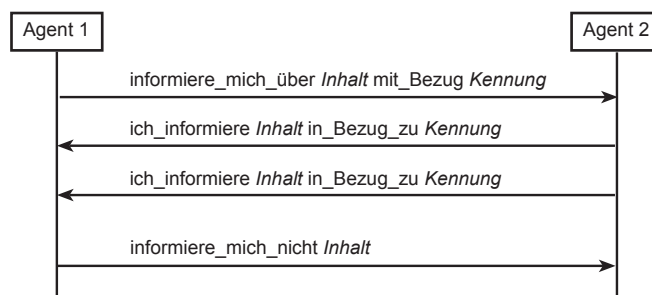 Agent 1
Agent 2
informiere_mich_über Inhalt mit_Bezug Kennung
ich_informiere Inhalt in_Bezug_zu Kennung
ich_informiere Inhalt in_Bezug_zu Kennung
informiere_mich_nicht Inhalt